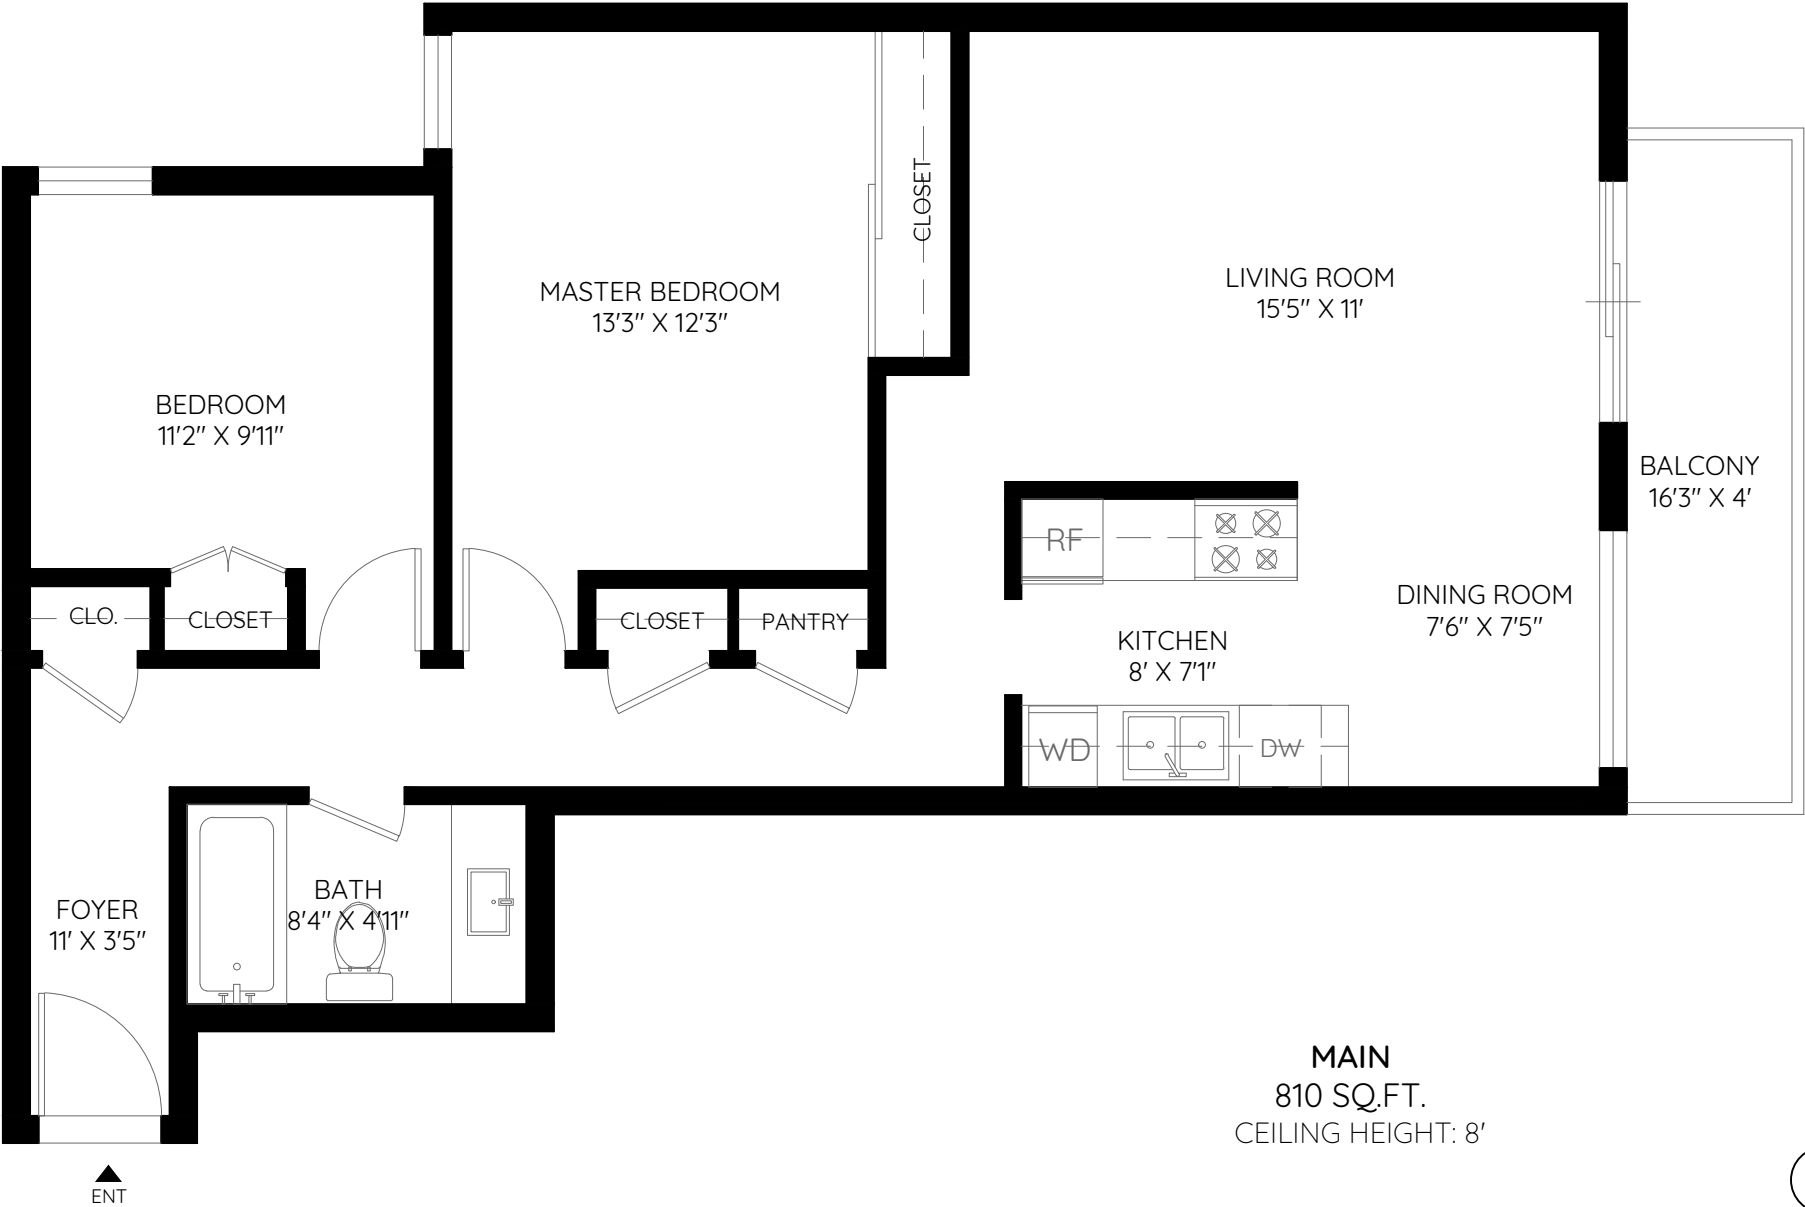 CLOSET
MASTER BEDROOM
13'3" X 12'3"
LIVING ROOM
15'5" X 11'
BEDROOM
11'2" X 9'11"
BALCONY
16'3" X 4'
RF
DINING ROOM
7'6" X 7'5"
CLO.
CLOSET
CLOSET
PANTRY
KITCHEN
8' X 7'1"
WD
DW
BATH
8'4" X 4'11"
FOYER
11' X 3'5"
MAIN
810 SQ.FT.
CEILING HEIGHT: 8'
ENT